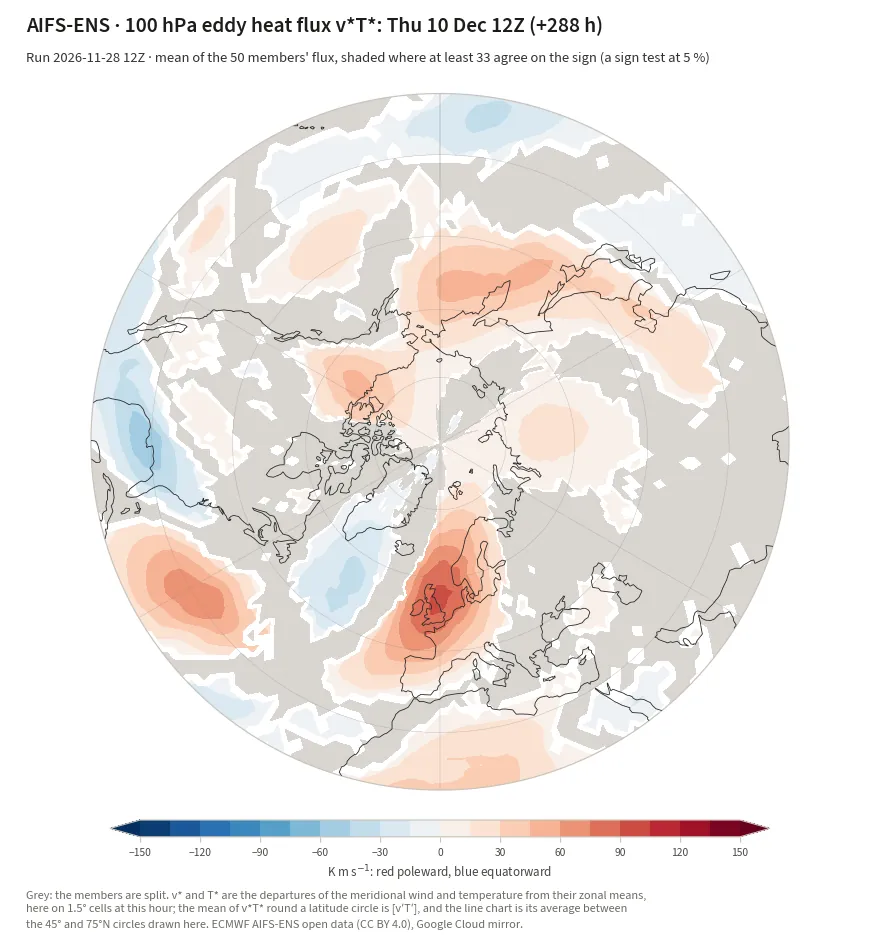 AIFS-ENS · 100 hPa eddy heat flux v*T*: Thu 10 Dec 12Z (+288 h)
Run 2026-11-28 12Z · mean of the 50 members' flux, shaded where at least 33 agree on the sign (a sign test at 5 %)
−150 −120 −90 −60 −30 0 30 60 90 120 150
K m s⁻¹: red poleward, blue equatorward
Grey: the members are split. v* and T* are the departures of the meridional wind and temperature from their zonal means,
here on 1.5° cells at this hour; the mean of v*T* round a latitude circle is [v'T'], and the line chart is its average between
the 45° and 75°N circles drawn here. ECMWF AIFS-ENS open data (CC BY 4.0), Google Cloud mirror.